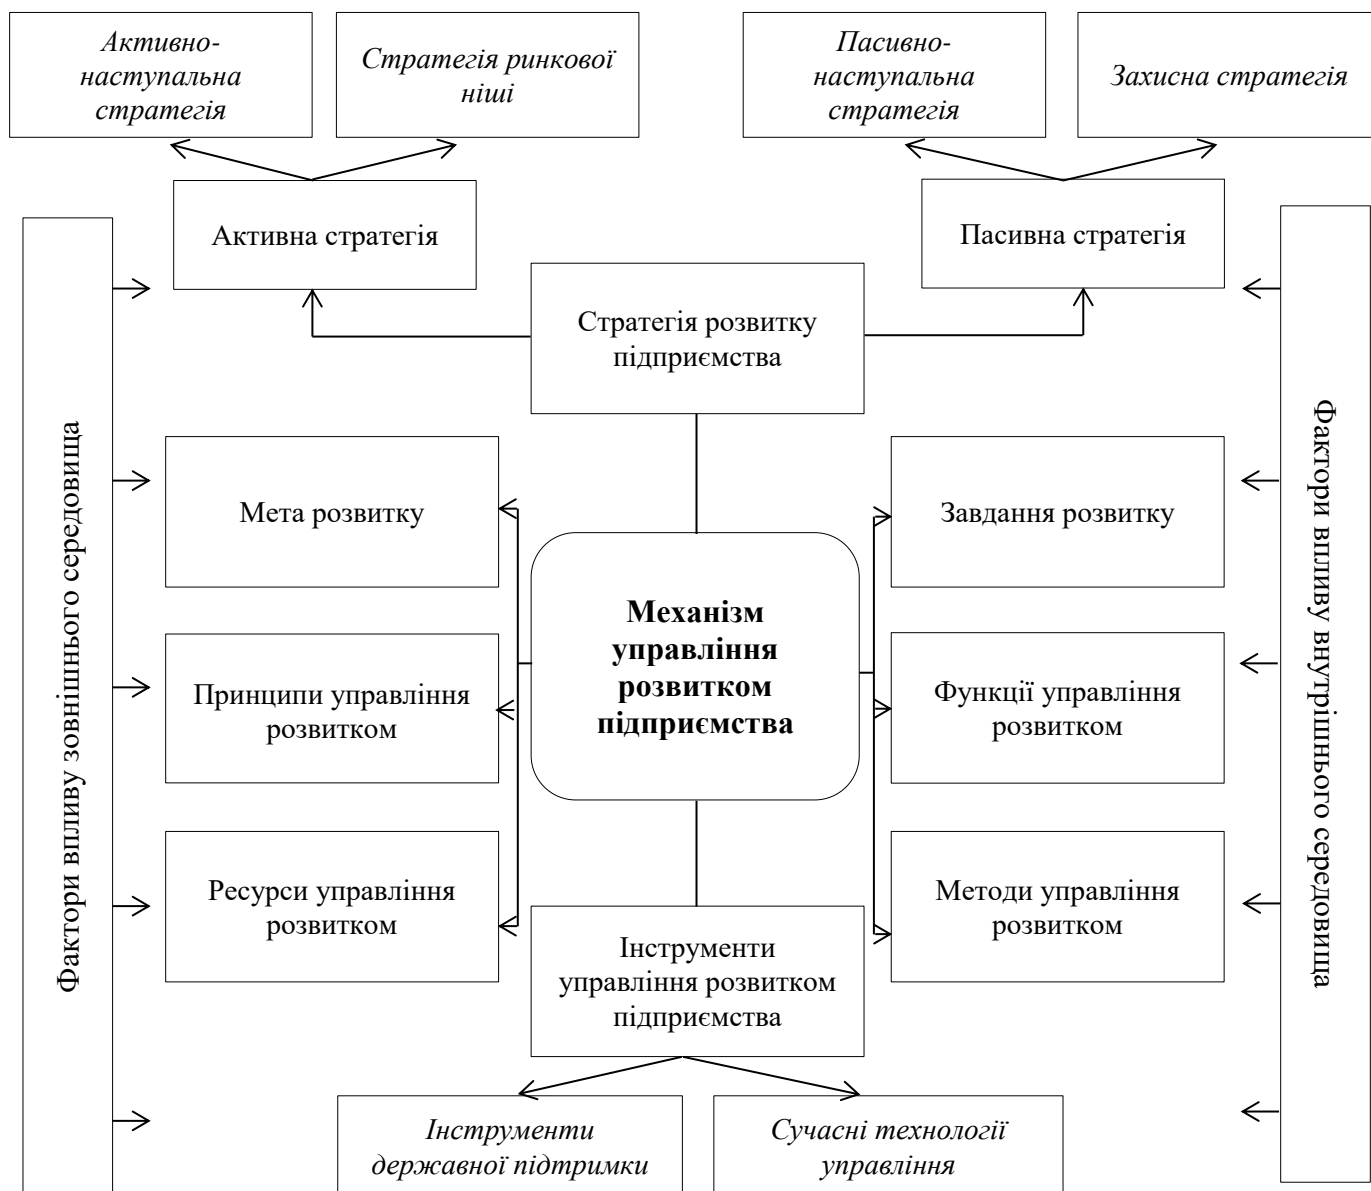 Активно-
наступальна
стратегія
Стратегія ринкової
ніші
Пасивно-
наступальна
стратегія
Захисна стратегія
Активна стратегія
Пасивна стратегія
Стратегія розвитку
підприємства
Фактори впливу зовнішнього середовища
Фактори впливу внутрішнього середовища
Мета розвитку
Завдання розвитку
Механізм
управління
розвитком
підприємства
Принципи управління
розвитком
Функції управління
розвитком
Ресурси управління
розвитком
Методи управління
розвитком
Інструменти
управління розвитком
підприємства
Інструменти
державної підтримки
Сучасні технології
управління